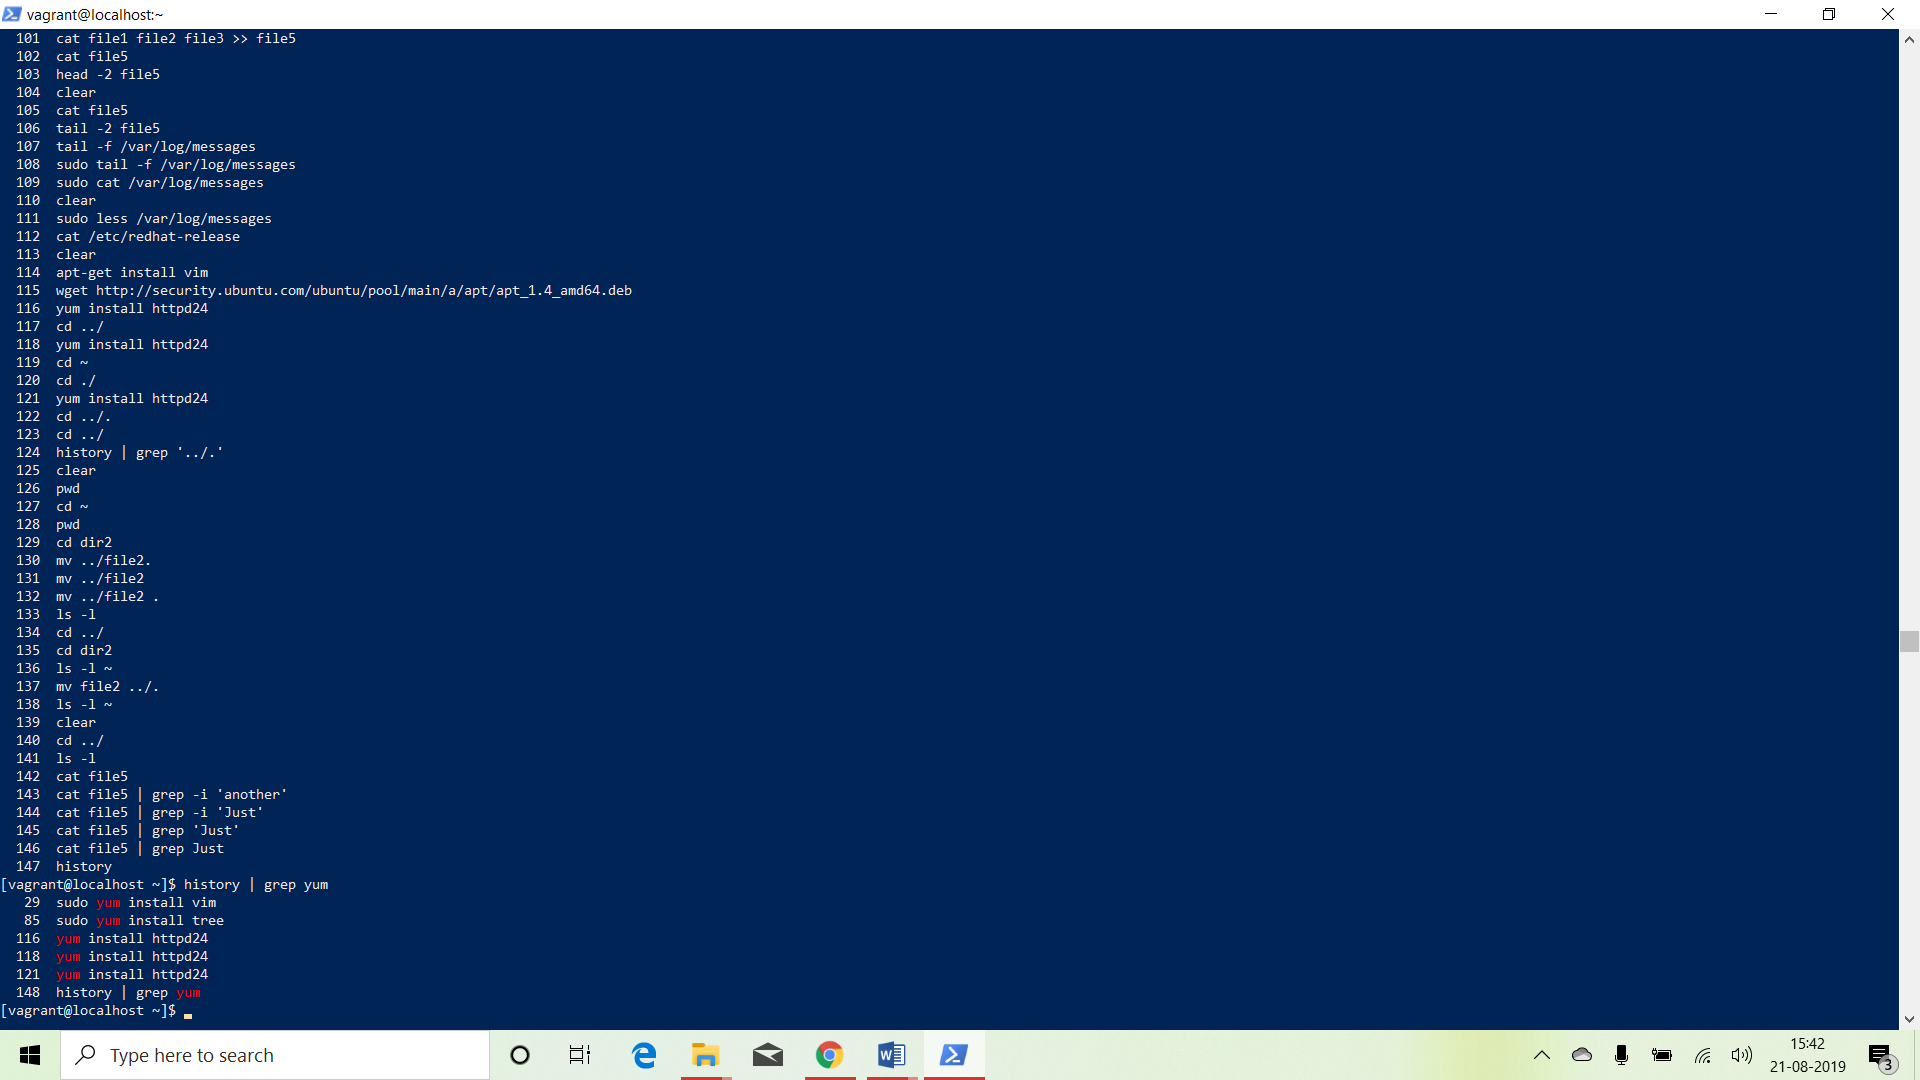 vagrant@localhost:~
101 cat file1 file2 file3 >> file5
102 cat file5
103 head -2 file5
104 clear
105 cat file5
106 tail -2 file5
107 tail -f /var/log/messages
108 sudo tail -f /var/log/messages
109 sudo cat /var/log/messages
110 clear
111 sudo less /var/log/messages
112 cat /etc/redhat-release
113 clear
114 apt-get install vim
115 wget http://security.ubuntu.com/ubuntu/pool/main/a/apt/apt_1.4_amd64.deb
116 yum install httpd24
117 cd ../
118 yum install httpd24
119 cd ~
120 cd ./
121 yum install httpd24
122 cd ../.
123 cd ../
124 history | grep '../.'
125 clear
126 pwd
127 cd ~
128 pwd
129 cd dir2
130 mv ../file2.
131 mv ../file2
132 mv ../file2 .
133 ls -l
134 cd ../
135 cd dir2
136 ls -l ~
137 mv file2 ../.
138 ls -l ~
139 clear
140 cd ../
141 ls -l
142 cat file5
143 cat file5 | grep -i 'another'
144 cat file5 | grep -i 'Just'
145 cat file5 | grep 'Just'
146 cat file5 | grep Just
147 history
[vagrant@localhost ~]$ history | grep yum
29 sudo yum install vim
85 sudo yum install tree
116 yum install httpd24
118 yum install httpd24
121 yum install httpd24
148 history | grep yum
[vagrant@localhost ~]$
Type here to search
15:42
21-08-2019
3